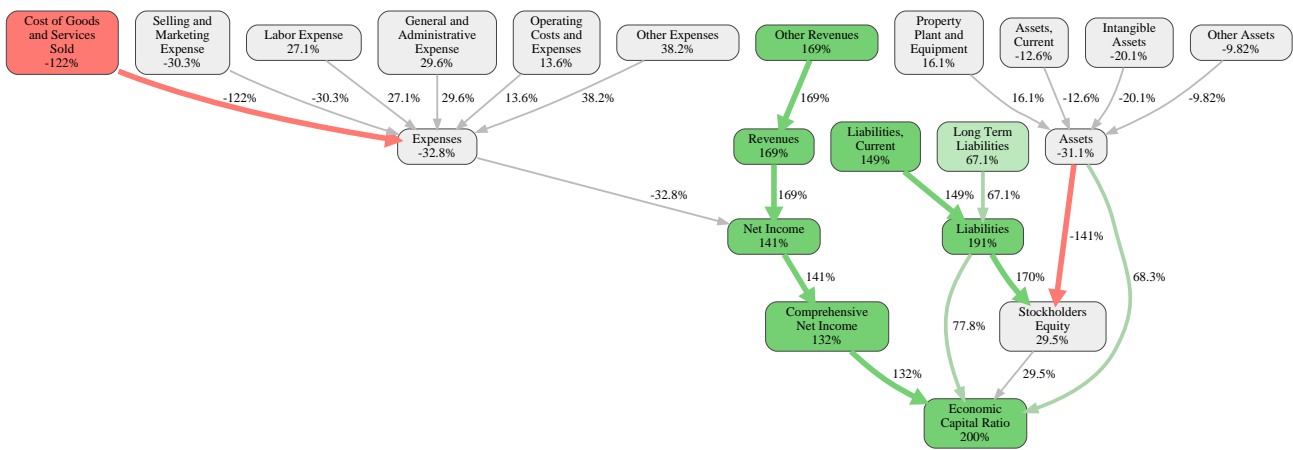 Cost of Goods
and Services
Sold
-122%
Selling and
Marketing
Expense
-30.3%
Labor Expense
27.1%
General and
Administrative
Expense
29.6%
Operating
Costs and
Expenses
13.6%
Other Expenses
38.2%
Other Revenues
169%
Property
Plant and
Equipment
16.1%
Assets,
Current
-12.6%
Intangible
Assets
-20.1%
Other Assets
-9.82%
-122%
-30.3%
27.1%
29.6%
13.6%
38.2%
169%
16.1%
-12.6%
-20.1%
-9.82%
Expenses
-32.8%
Revenues
169%
Liabilities,
Current
149%
Long Term
Liabilities
67.1%
Assets
-31.1%
-32.8%
169%
149%
67.1%
Net Income
141%
Liabilities
191%
-141%
141%
170%
68.3%
Comprehensive
Net Income
132%
77.8%
Stockholders
Equity
29.5%
132%
29.5%
Economic
Capital Ratio
200%